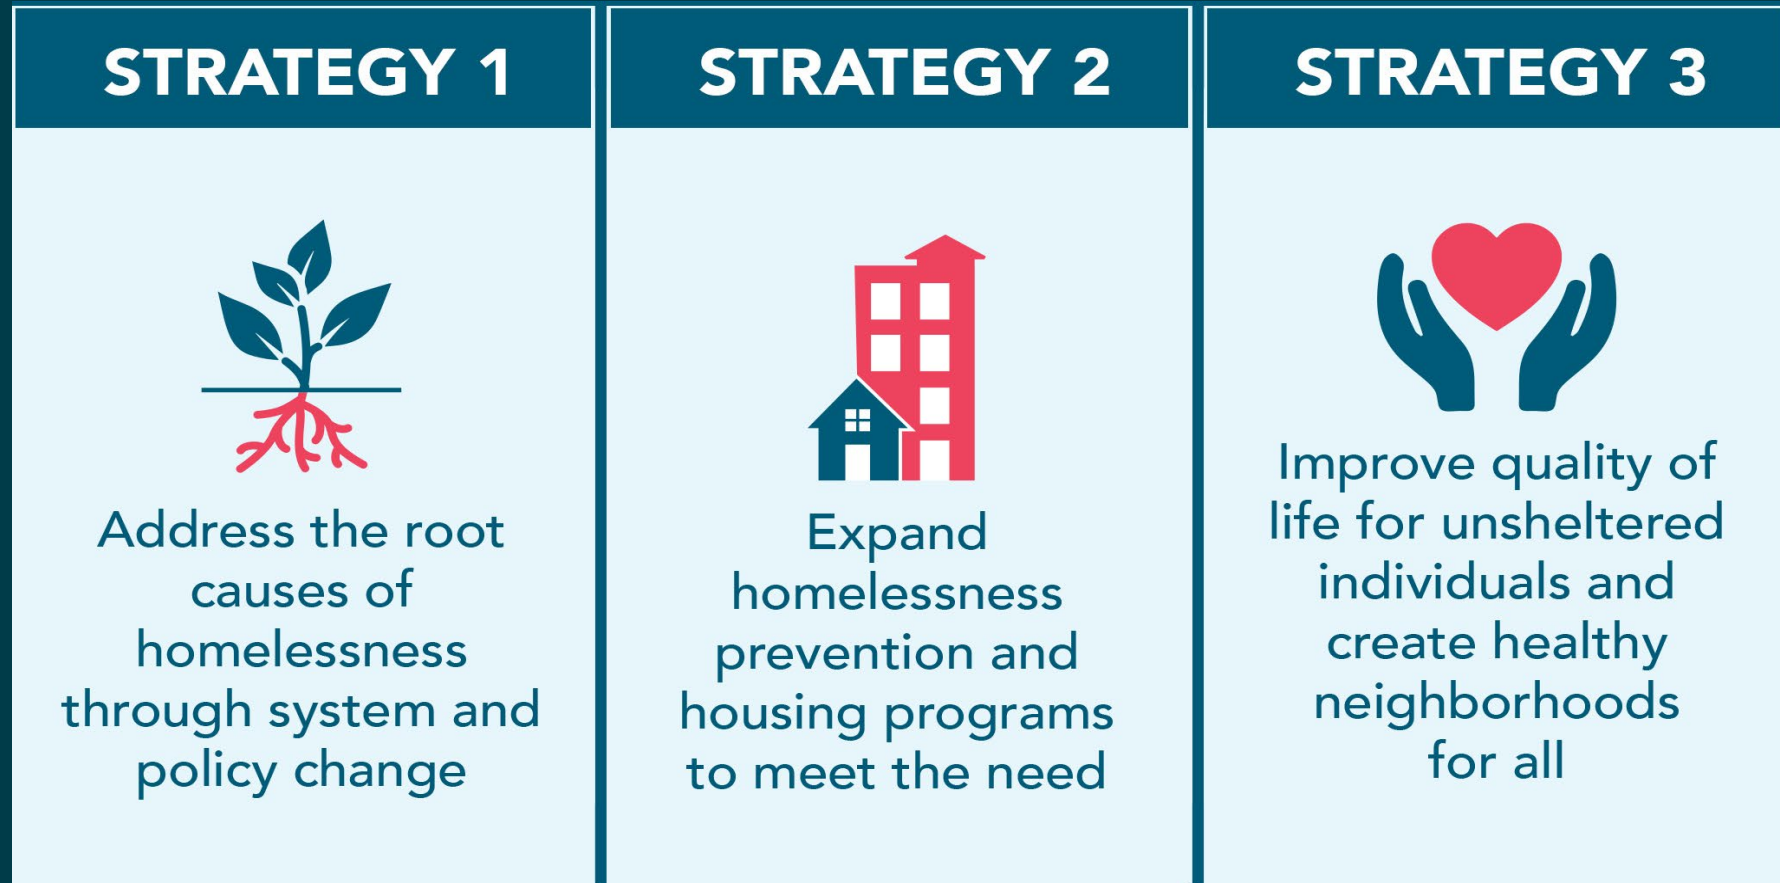 STRATEGY 1
Address the root
causes of
homelessness
through system and
policy change
STRATEGY 2
Expand
homelessness
prevention and
housing programs
to meet the need
STRATEGY 3
Improve quality of
life for unsheltered
individuals and
create healthy
neighborhoods
for all